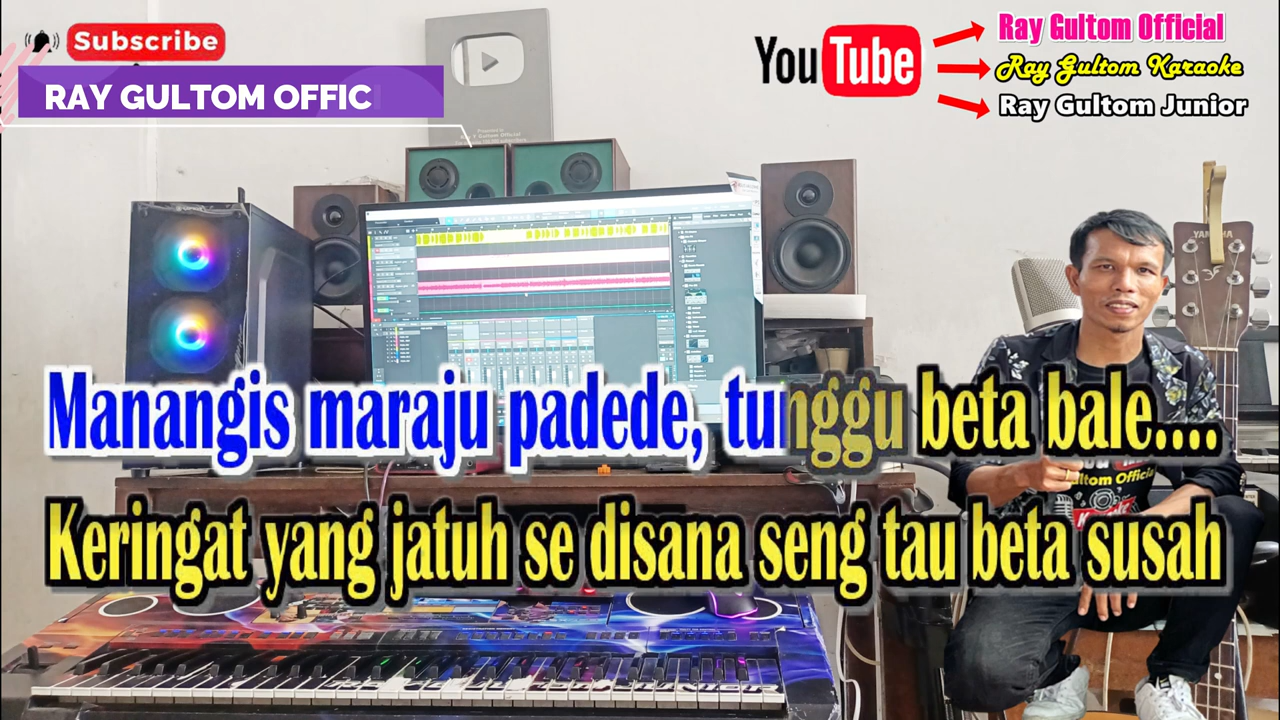 Subscribe
RAY GULTOM OFFIC
YouTube
Ray Gultom Official
Ray Gultom Karaoke
Ray Gultom Junior
YAMAHA
Manangis maraju padede, tunggu beta bale....
Keringat yang jatuh se disana seng tau beta susah